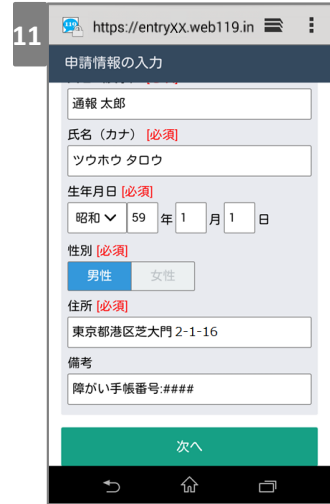 11
https://entryXX.web119.in
申請情報の入力
通報 太郎
氏名（カナ） [必須]
ツウホウ タロウ
生年月日 [必須]
昭和 59 年 1 月 1 日
性別 [必須]
男性 女性
住所 [必須]
東京都港区芝大門 2-1-16
備考
障がい手帳番号:####
次へ